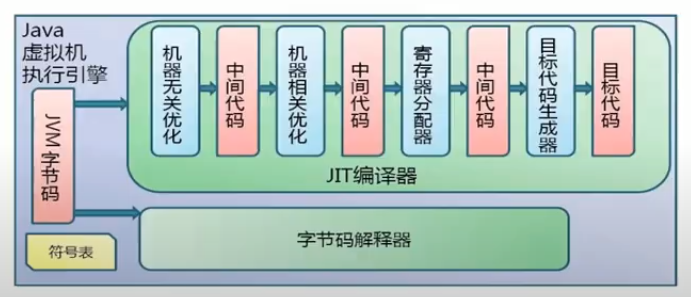 Java
虚拟机
执行引擎
JVM 字节码
机器无关优化
中间代码
机器相关优化
中间代码
寄存器分配器
中间代码
目标代码生成器
目标代码
JIT编译器
字节码解释器
符号表